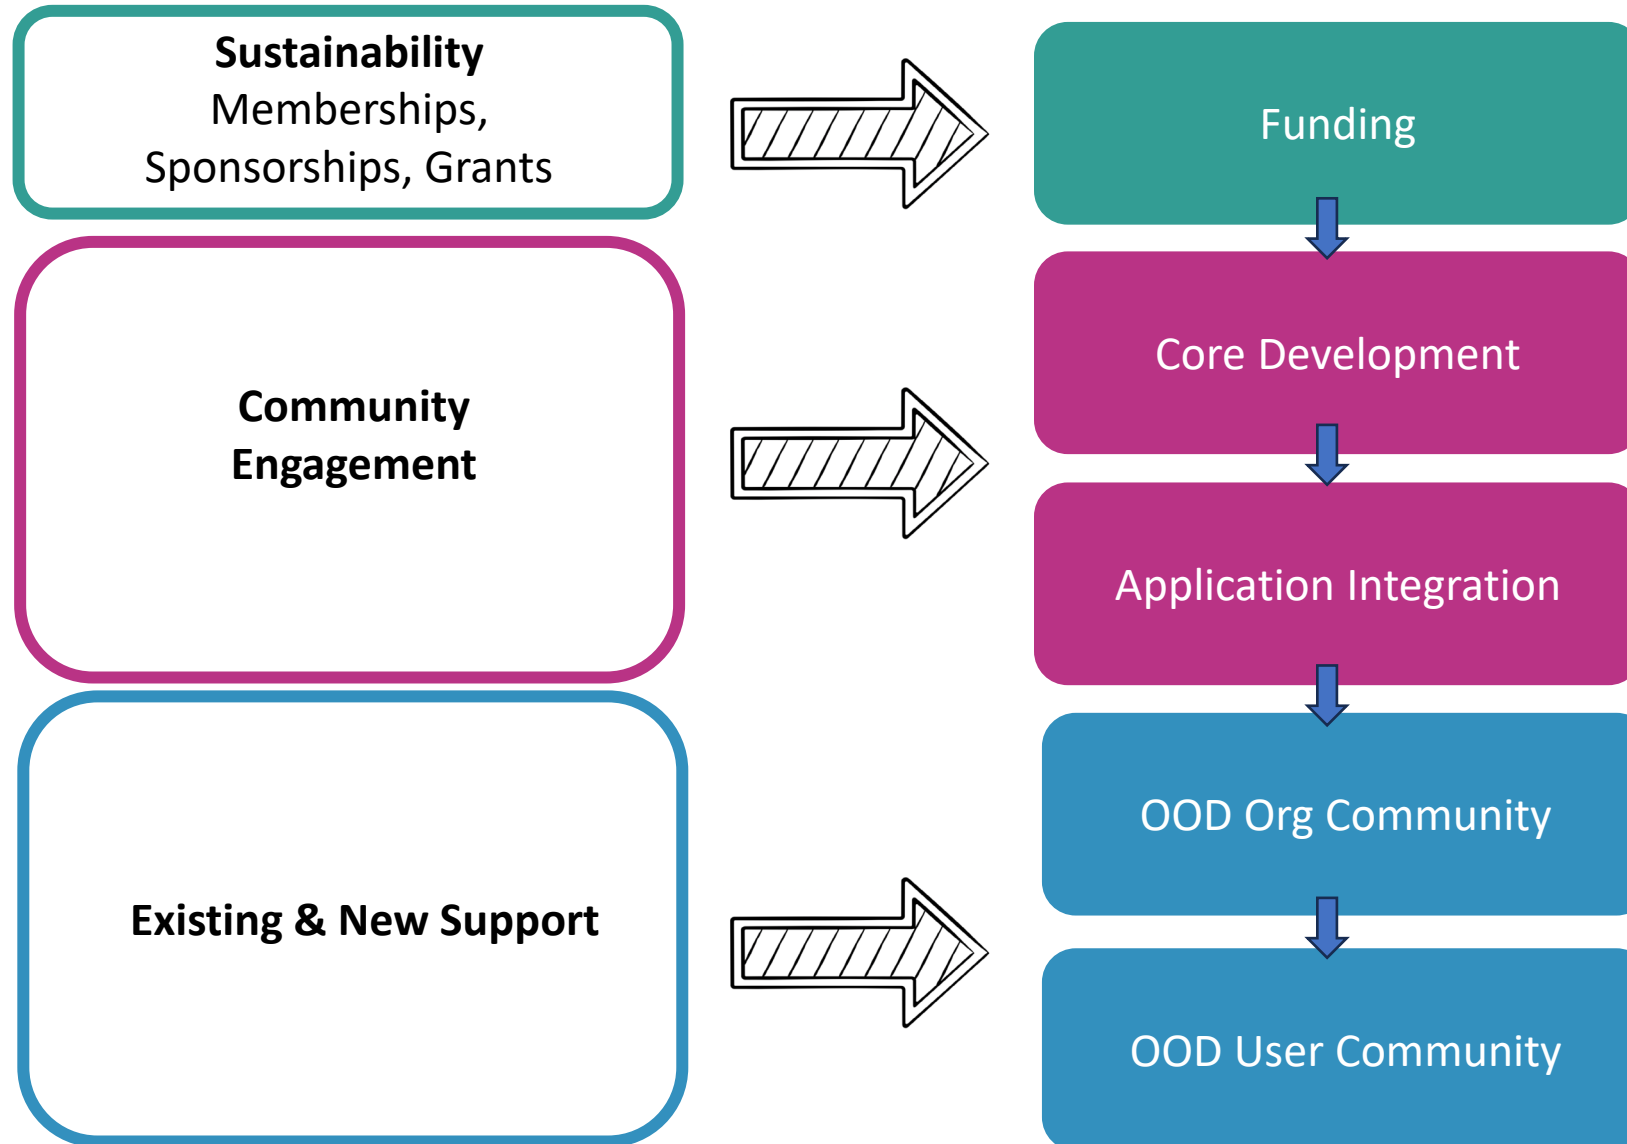 Sustainability
Memberships,
Sponsorships, Grants
Funding
Community
Engagement
Core Development
Application Integration
Existing & New Support
OOD Org Community
OOD User Community